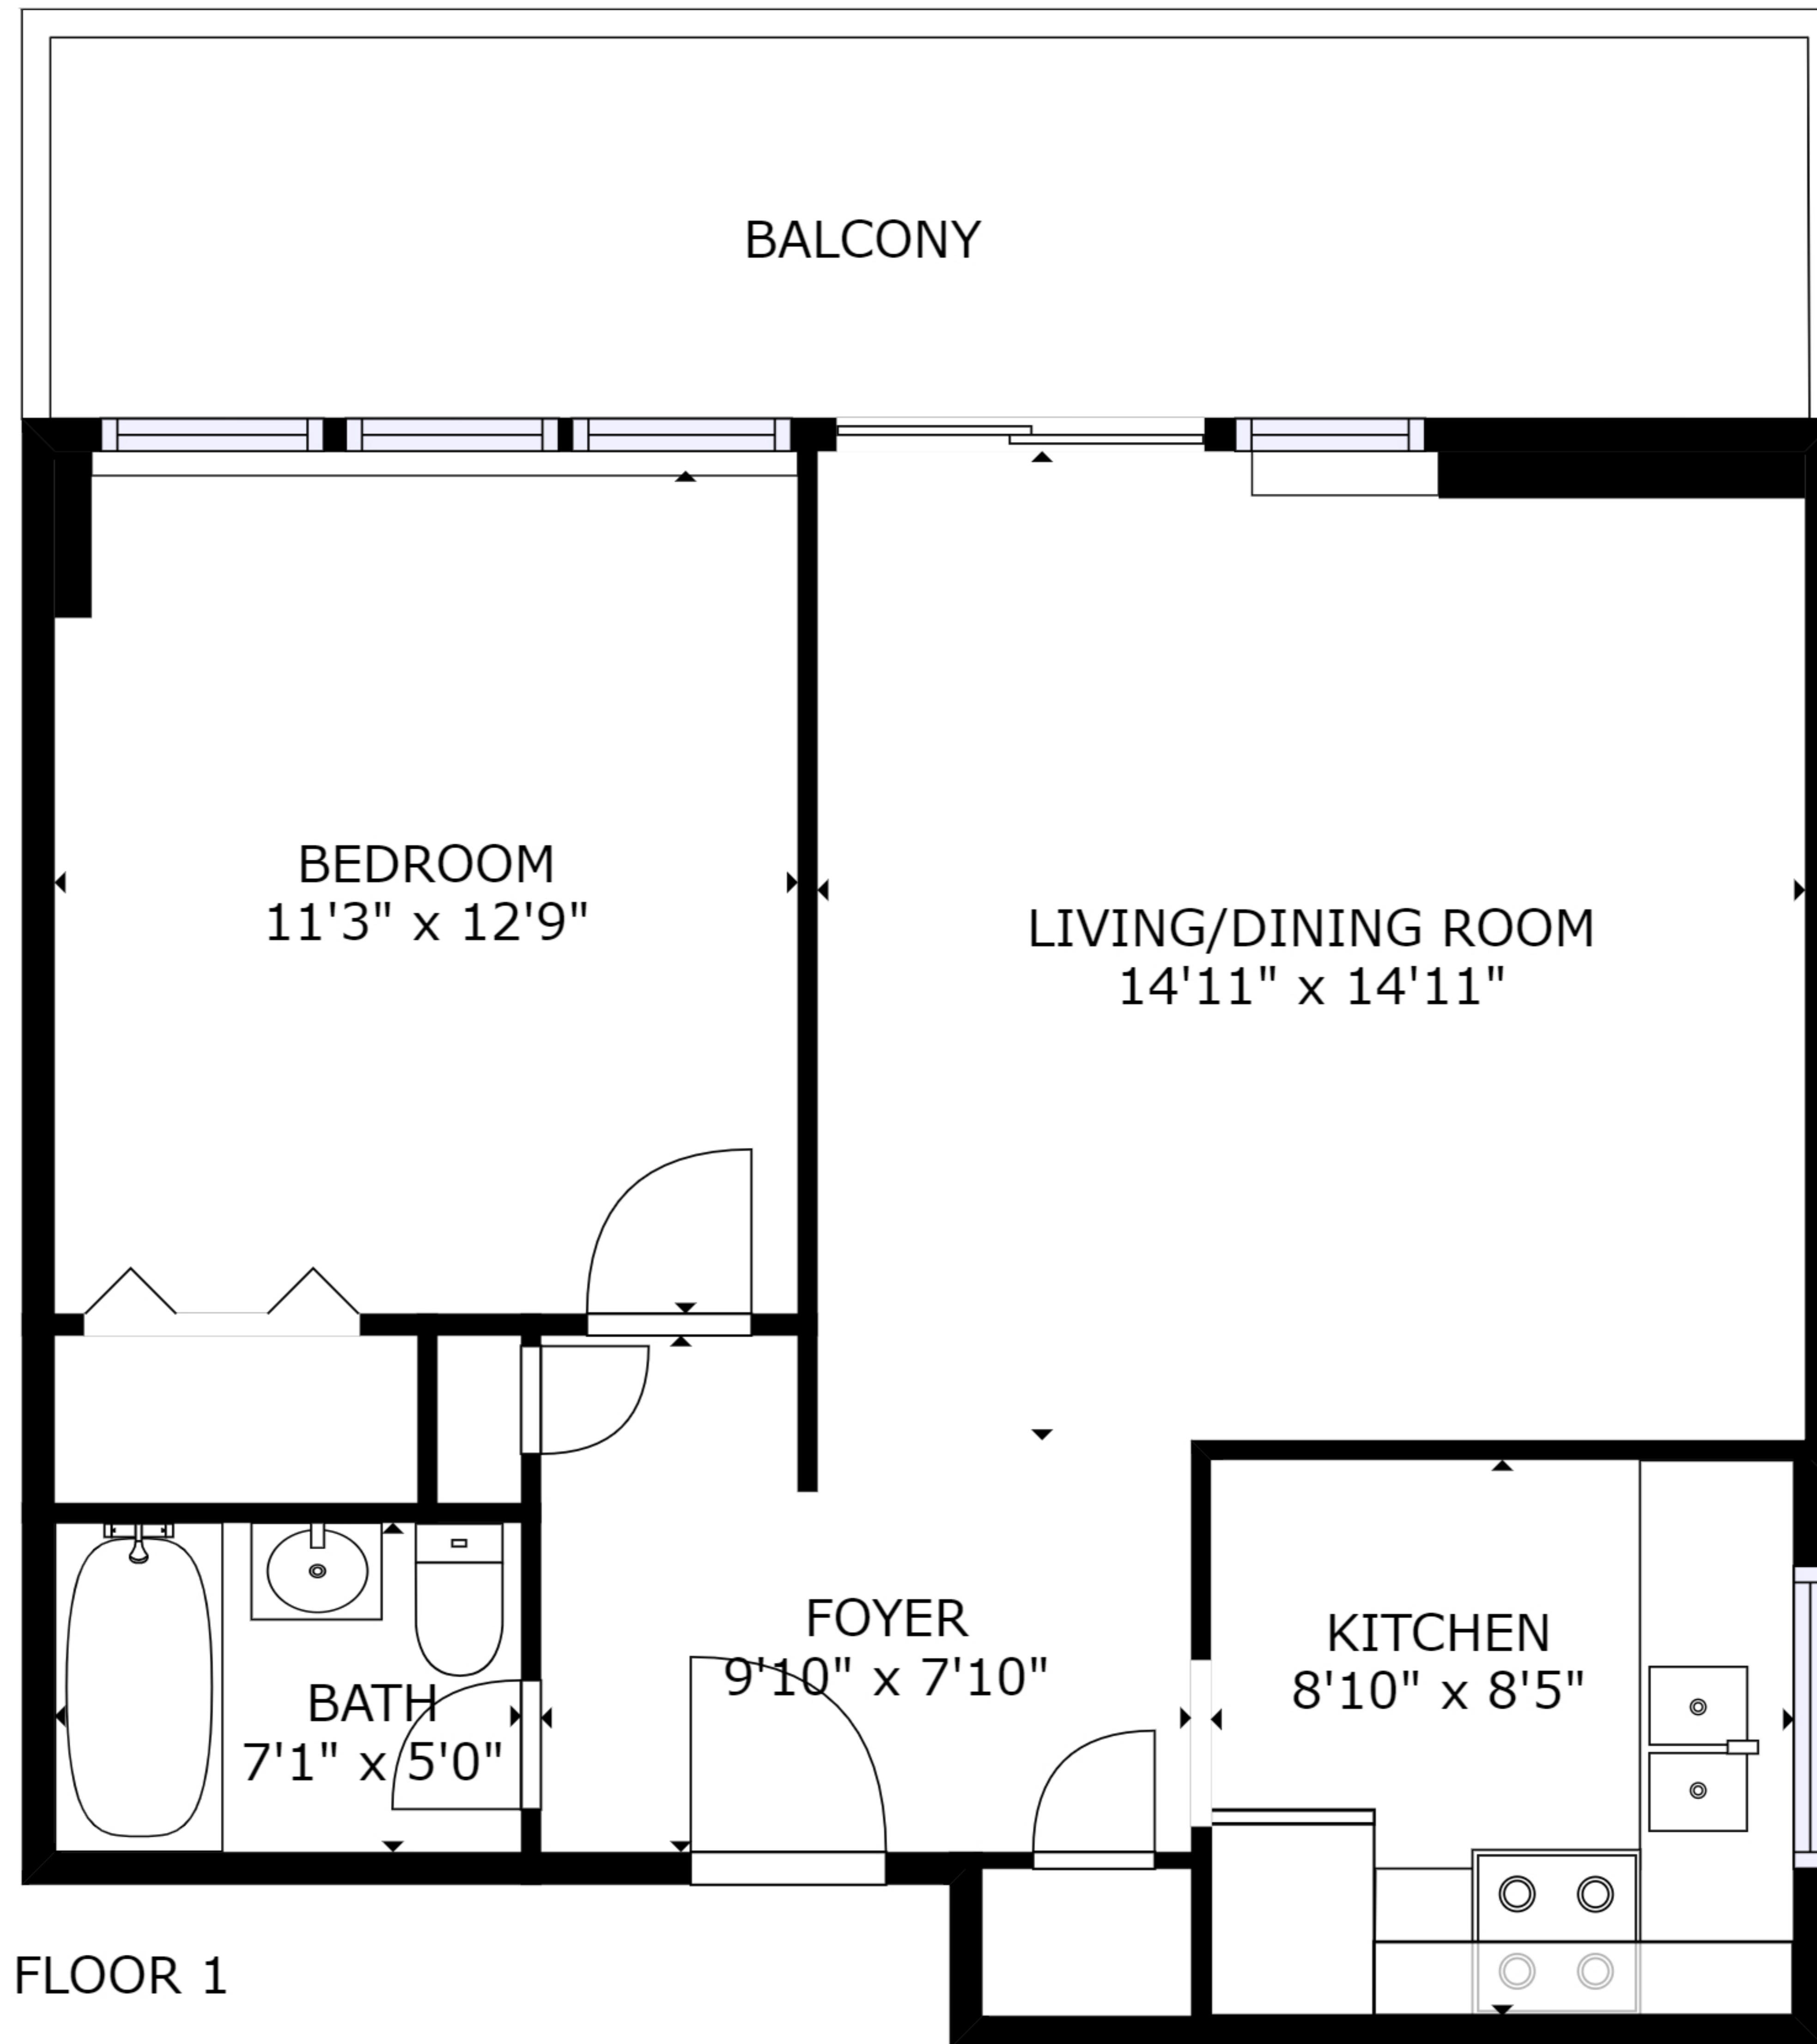 BALCONY
BEDROOM
11'3" x 12'9"
LIVING/DINING ROOM
14'11" x 14'11"
FOYER
9'10" x 7'10"
KITCHEN
8'10" x 8'5"
BATH
7'1" x 5'0"
FLOOR 1